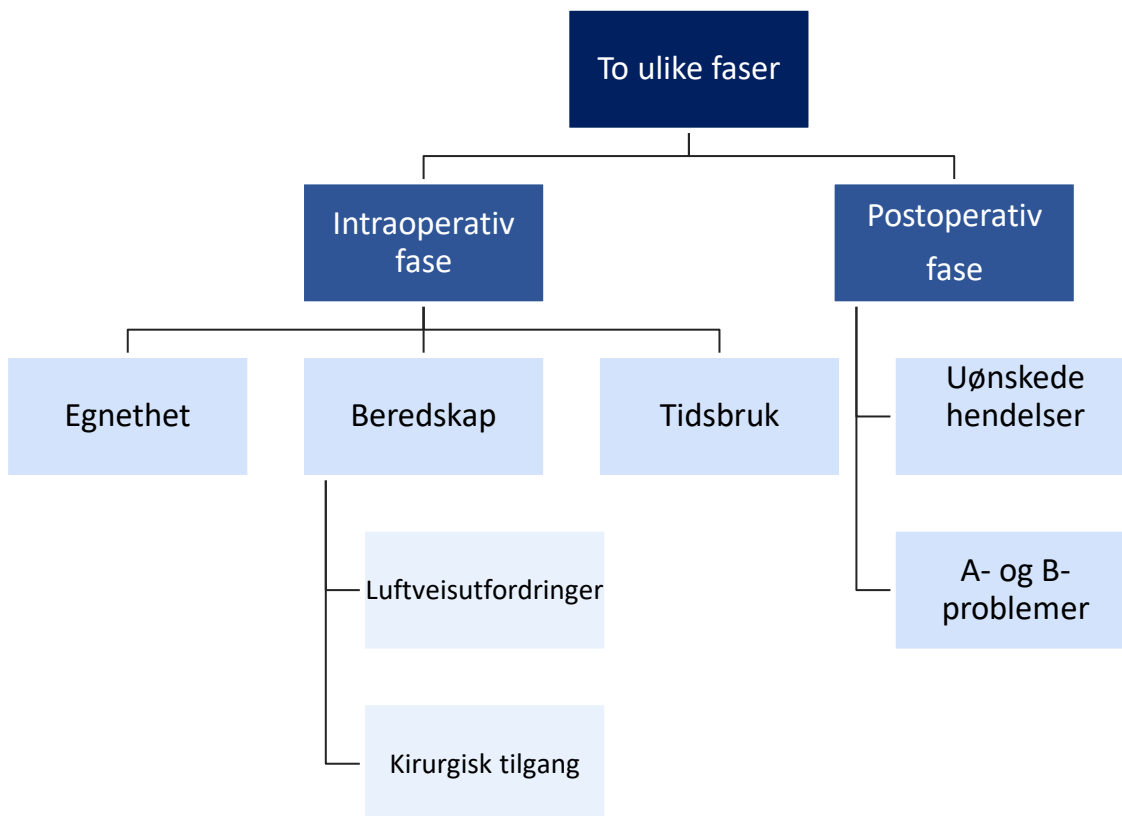 To ulike faser
Intraoperativ
fase
Postoperativ
fase
Egnethet
Beredskap
Tidsbruk
Uønskede
hendelser
Luftveisutfordringer
A- og B-
problemer
Kirurgisk tilgang